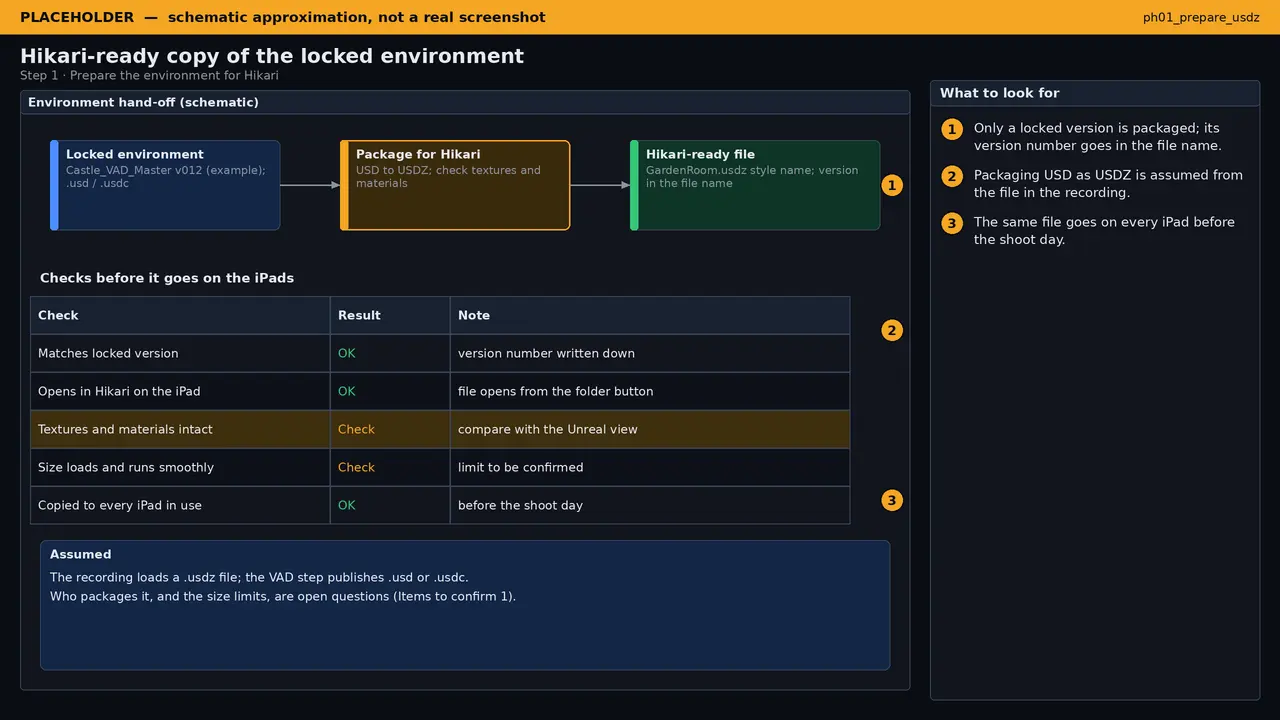 PLACEHOLDER — schematic approximation, not a real screenshot
ph01_prepare_usdz
Hikari-ready copy of the locked environment
Step 1 · Prepare the environment for Hikari
Environment hand-off (schematic)
Locked environment
Castle_VAD_Master v012 (example);
.usd / .usdc
Package for Hikari
USD to USDZ; check textures and
materials
Hikari-ready file
GardenRoom.usdz style name; version
in the file name
1
Checks before it goes on the iPads
Check Result Note
2
Matches locked version OK version number written down
Opens in Hikari on the iPad OK file opens from the folder button
Textures and materials intact Check compare with the Unreal view
Size loads and runs smoothly Check limit to be confirmed
Copied to every iPad in use OK before the shoot day
3
Assumed
The recording loads a .usdz file; the VAD step publishes .usd or .usdc.
Who packages it, and the size limits, are open questions (Items to confirm 1).
What to look for
1 Only a locked version is packaged; its
version number goes in the file name.
2 Packaging USD as USDZ is assumed from
the file in the recording.
3 The same file goes on every iPad before
the shoot day.